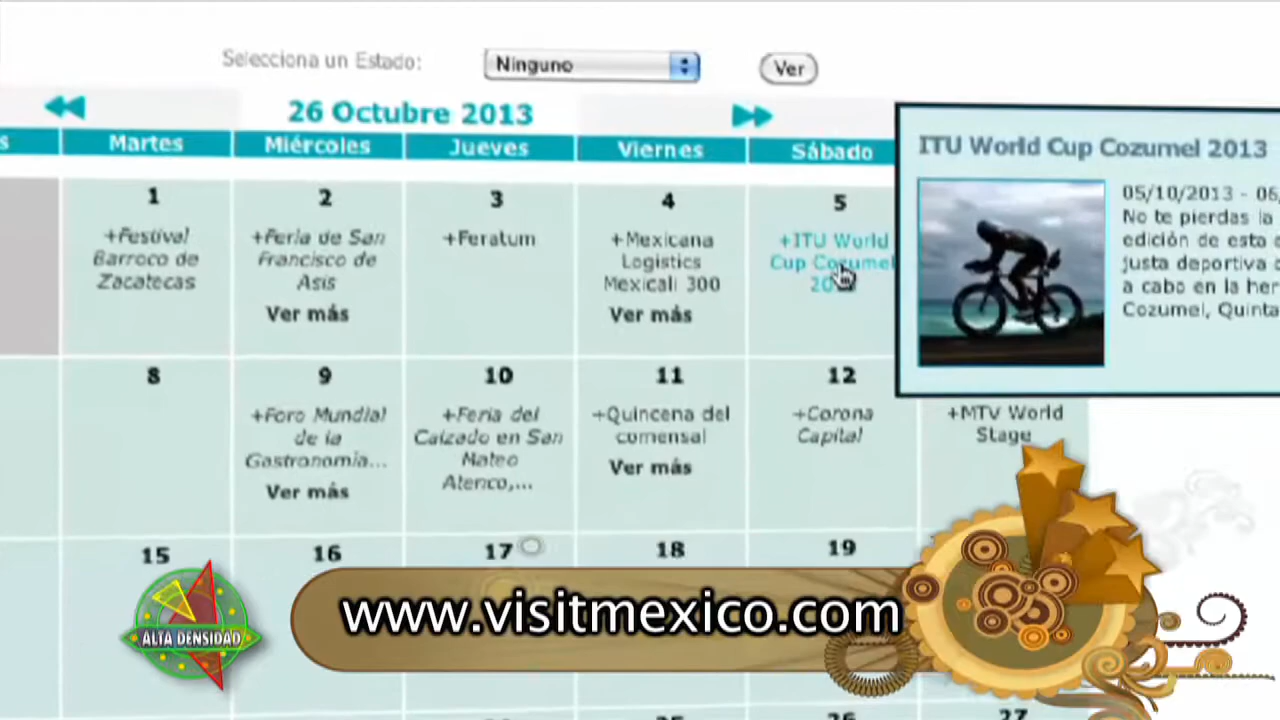 Selecciona un Estado:
Ninguno
Ver
26 Octubre 2013
Martes
Miércoles
Jueves
Viernes
Sábado
1
+Festival
Barroco de
Zacatecas
2
+Feria de San
Francisco de
Asis
Ver más
3
+Feratum
4
+Mexicana
Logistics
Mexicali 300
Ver más
5
+ITU World
Cup Cozumel
ITU World Cup Cozumel 2013
05/10/2013 - 06
No te pierdas la
edición de esta
justa deportiva
a cabo en la her
Cozumel, Quinta
8
9
+Foro Mundial
de la
Gastronomía...
Ver más
10
+Feria del
Calzado en San
Mateo
Atenco,...
11
+Quincena del
comensal
Ver más
12
+Corona
Capital
+MTV World
Stage
15
16
17
18
19
ALTA DENSIDAD
www.visitmexico.com